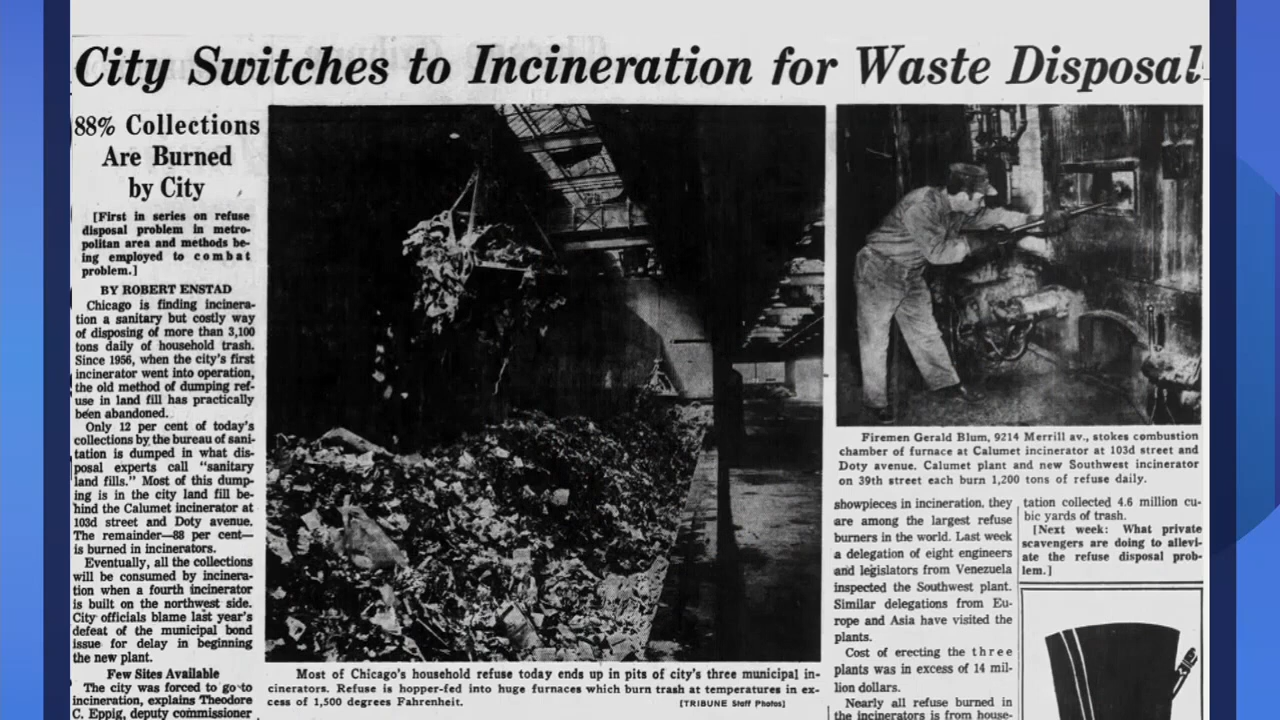 City Switches to Incineration for Waste Disposal
88% Collections
Are Burned
by City
[First in series on refuse
disposal problem in metro-
politan area and methods be-
ing employed to combat
problem.]
BY ROBERT ENSTAD
Chicago is finding incinera-
tion a sanitary but costly way
of disposing of more than 3,100
tons daily of household trash.
Since 1956, when the city's first
incinerator went into operation,
the old method of dumping ref-
use in land fill has practically
been abandoned.
Only 12 per cent of today's
collections by the bureau of sani-
tation is dumped in what dis-
posal experts call "sanitary
land fills." Most of this dump-
ing is in the city land fill be-
hind the Calumet incinerator at
103d street and Doty avenue.
The remainder—88 per cent—
is burned in incinerators.
Eventually, all the collections
will be consumed by incinera-
tion when a fourth incinerator
is built on the northwest side.
City officials blame last year's
defeat of the municipal bond
issue for delay in beginning
the new plant.
Few Sites Available
The city was forced to go to
incineration, explains Theodore
C. Eppig, deputy commissioner
Most of Chicago's household refuse today ends up in pits of city's three municipal in-
cinerators. Refuse is hopper-fed into huge furnaces which burn trash at temperatures in ex-
cess of 1,500 degrees Fahrenheit.
[TRIBUNE Staff Photos]
Firemen Gerald Blum, 9214 Merrill av., stokes combustion
chamber of furnace at Calumet incinerator at 103d street and
Doty avenue. Calumet plant and new Southwest incinerator
on 39th street each burn 1,200 tons of refuse daily.
showpieces in incineration, they
are among the largest refuse
burners in the world. Last week
a delegation of eight engineers
and legislators from Venezuela
inspected the Southwest plant.
Similar delegations from Eu-
rope and Asia have visited the
plants.
Cost of erecting the three
plants was in excess of 14 mil-
lion dollars.
Nearly all refuse burned in
the incinerators is from house-
tation collected 4.6 million cu-
bic yards of trash.
[Next week: What private
scavengers are doing to allevi-
ate the refuse disposal prob-
lem.]